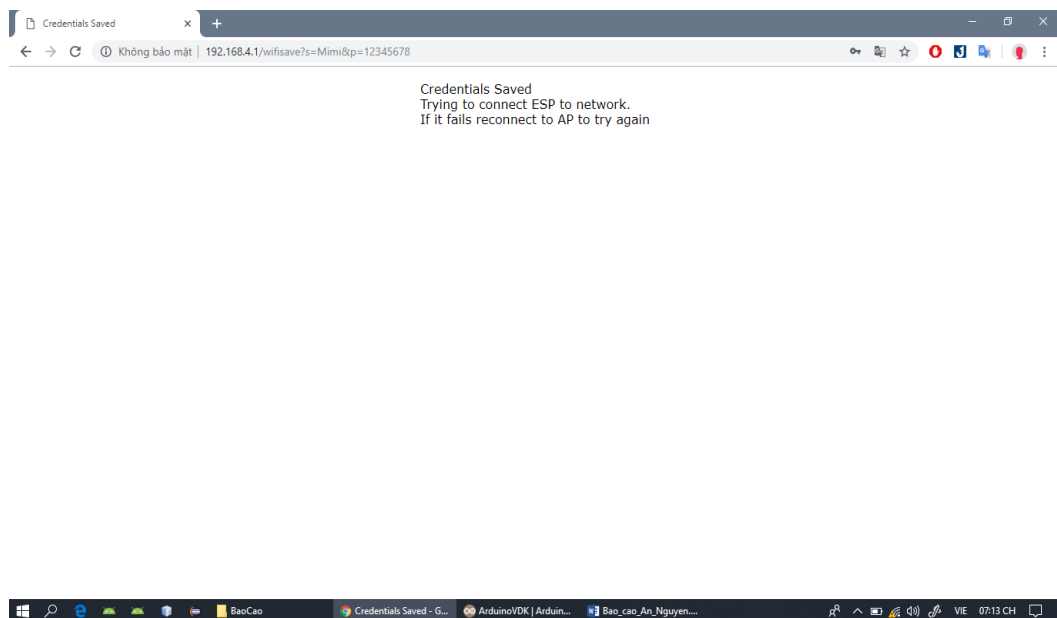 Credentials Saved
Không bảo mật | 192.168.4.1/wifisave?s=Mimi&p=12345678
Credentials Saved
Trying to connect ESP to network.
If it fails reconnect to AP to try again
BaoCao
Credentials Saved - G...
ArduinoVDK | Arduin...
Bao_cao_An_Nguyen....
VIE
07:13 CH